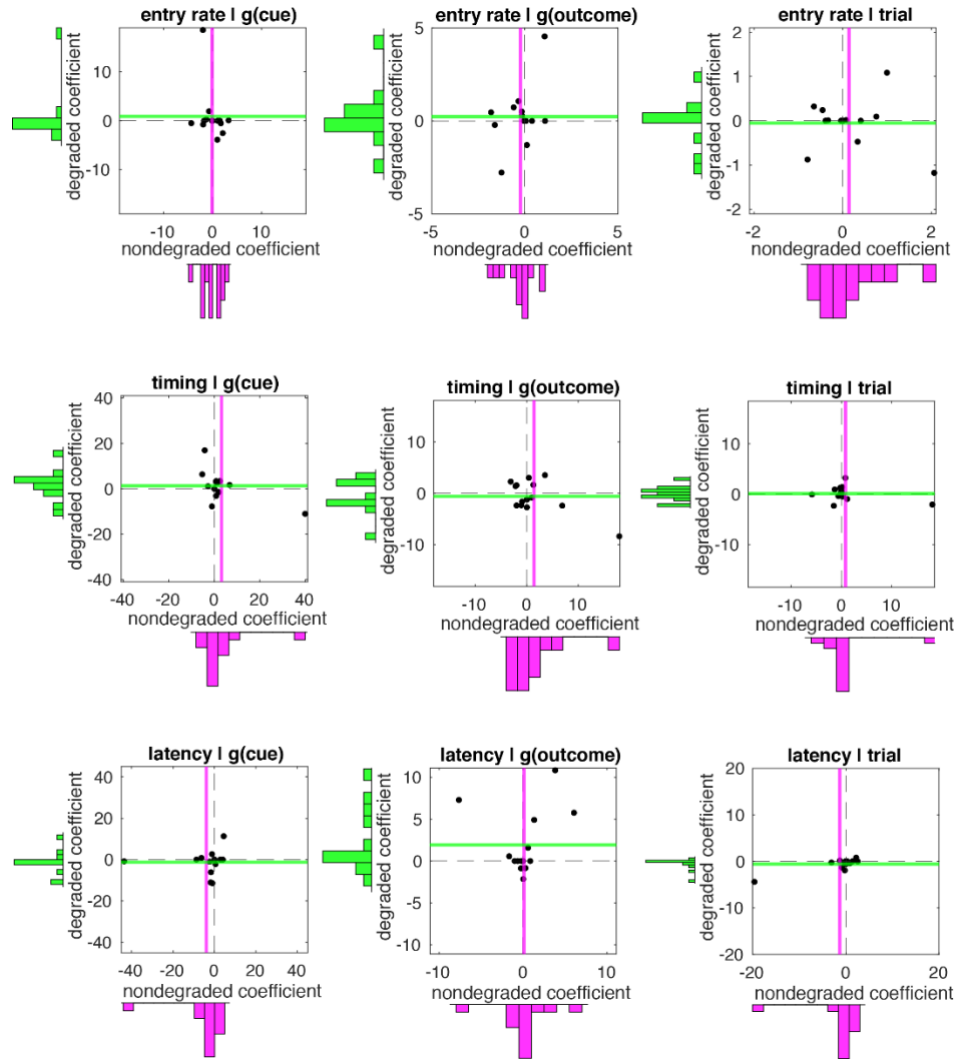 entry rate | g(cue)
degraded coefficient
10
0
-10
-10
0
10
nondegraded coefficient
entry rate | g(outcome)
degraded coefficient
5
0
-5
-5
0
5
nondegraded coefficient
entry rate | trial
degraded coefficient
2
1
0
-1
-2
-2
0
2
nondegraded coefficient
timing | g(cue)
degraded coefficient
40
20
0
-20
-40
-40
-20
0
20
40
nondegraded coefficient
timing | g(outcome)
degraded coefficient
10
0
-10
-10
0
10
nondegraded coefficient
timing | trial
degraded coefficient
10
0
-10
-10
0
10
nondegraded coefficient
latency | g(cue)
degraded coefficient
40
20
0
-20
-40
-40
-20
0
20
40
nondegraded coefficient
latency | g(outcome)
degraded coefficient
10
5
0
-5
-10
-10
0
10
nondegraded coefficient
latency | trial
degraded coefficient
20
10
0
-10
-20
-20
0
20
nondegraded coefficient